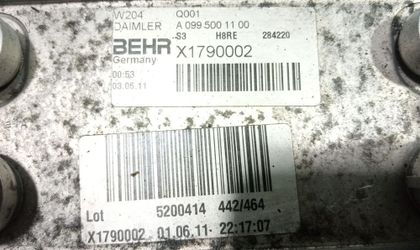 W204 Q001
DAIMLER A 099 500 11 00
S3 H8RE 284220
BEHR X1790002
Germany
00:53
03.06.11
Lot 5200414 442/464
X1790002 01.06.11- 22:17:07